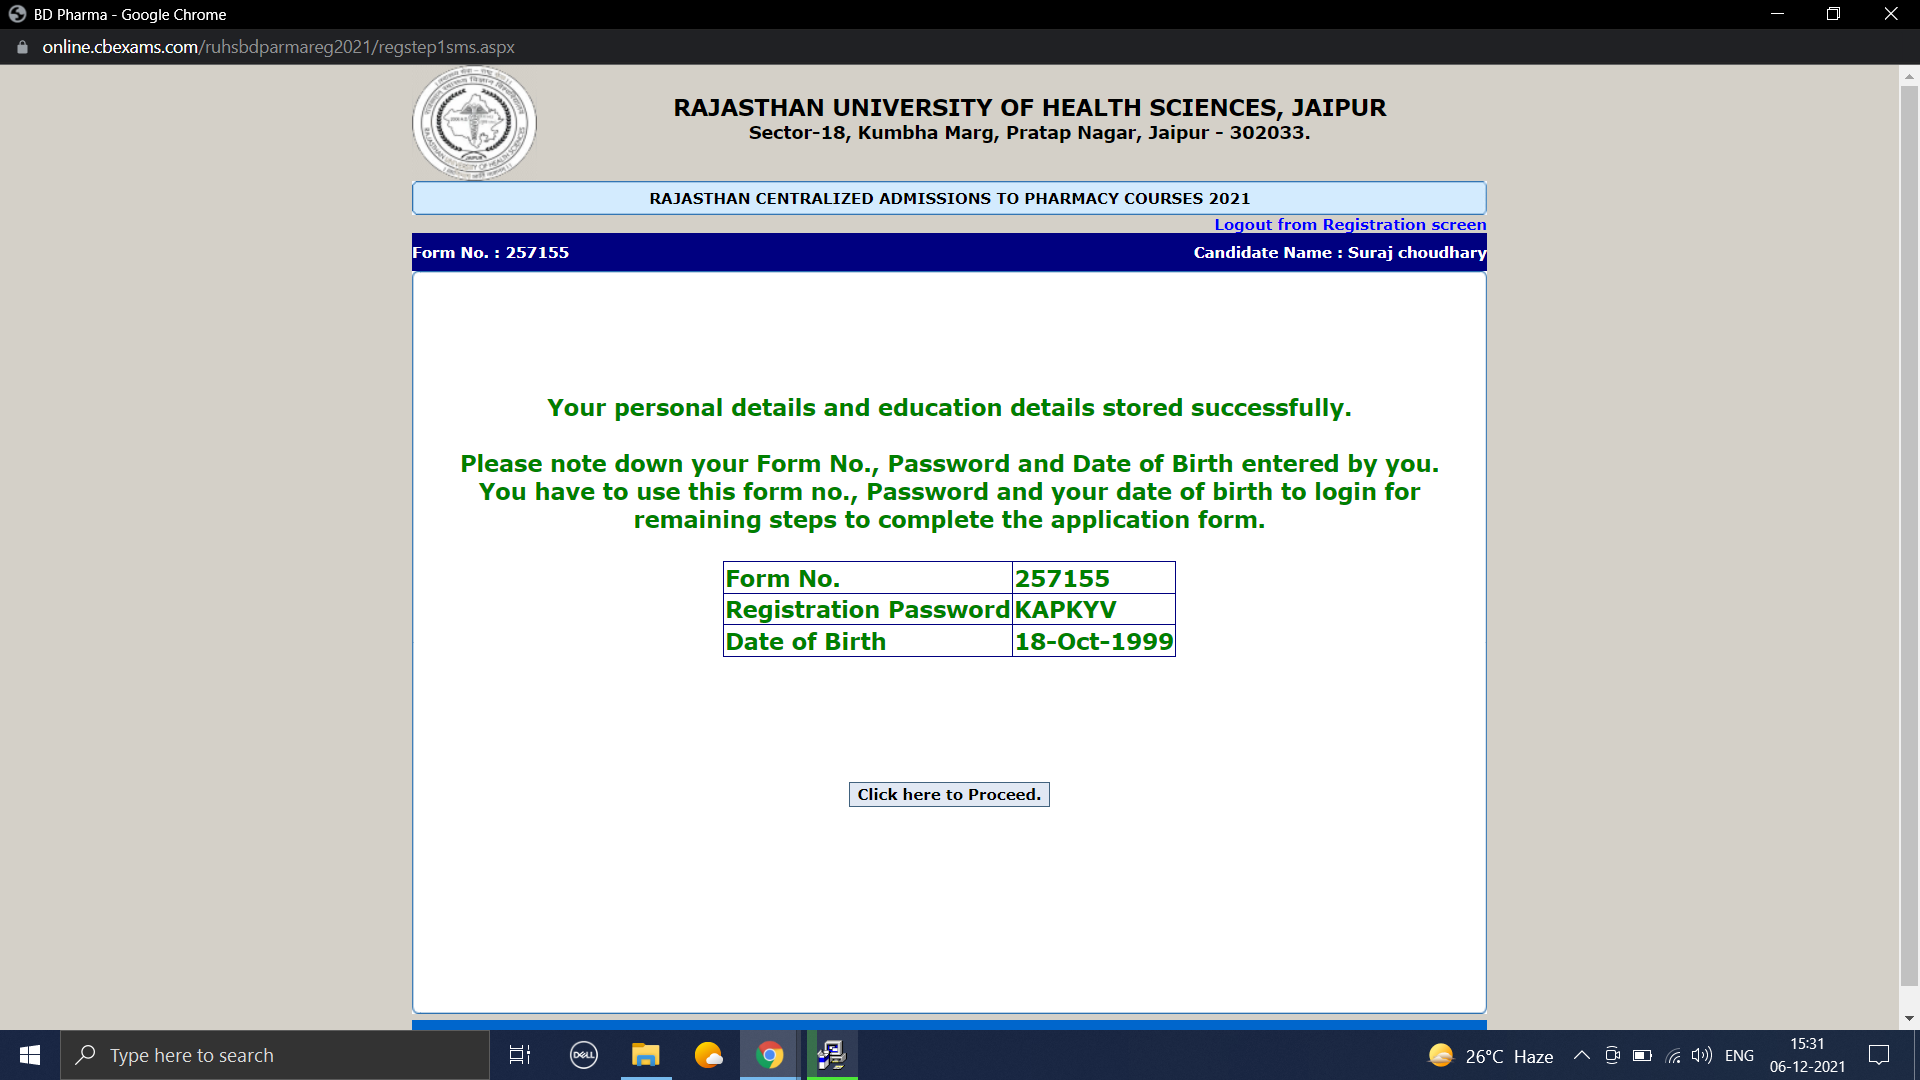 BD Pharma - Google Chrome
online.cbexams.com/ruhsbdparmareg2021/regstep1sms.aspx
RAJASTHAN UNIVERSITY OF HEALTH SCIENCES, JAIPUR
Sector-18, Kumbha Marg, Pratap Nagar, Jaipur - 302033.
RAJASTHAN CENTRALIZED ADMISSIONS TO PHARMACY COURSES 2021
Logout from Registration screen
Form No. : 257155 Candidate Name : Suraj choudhary
Your personal details and education details stored successfully.
Please note down your Form No., Password and Date of Birth entered by you.
You have to use this form no., Password and your date of birth to login for
remaining steps to complete the application form.
Form No. 257155
Registration Password KAPKYV
Date of Birth 18-Oct-1999
Click here to Proceed.
Type here to search
DELL
26°C Haze
ENG
15:31
06-12-2021